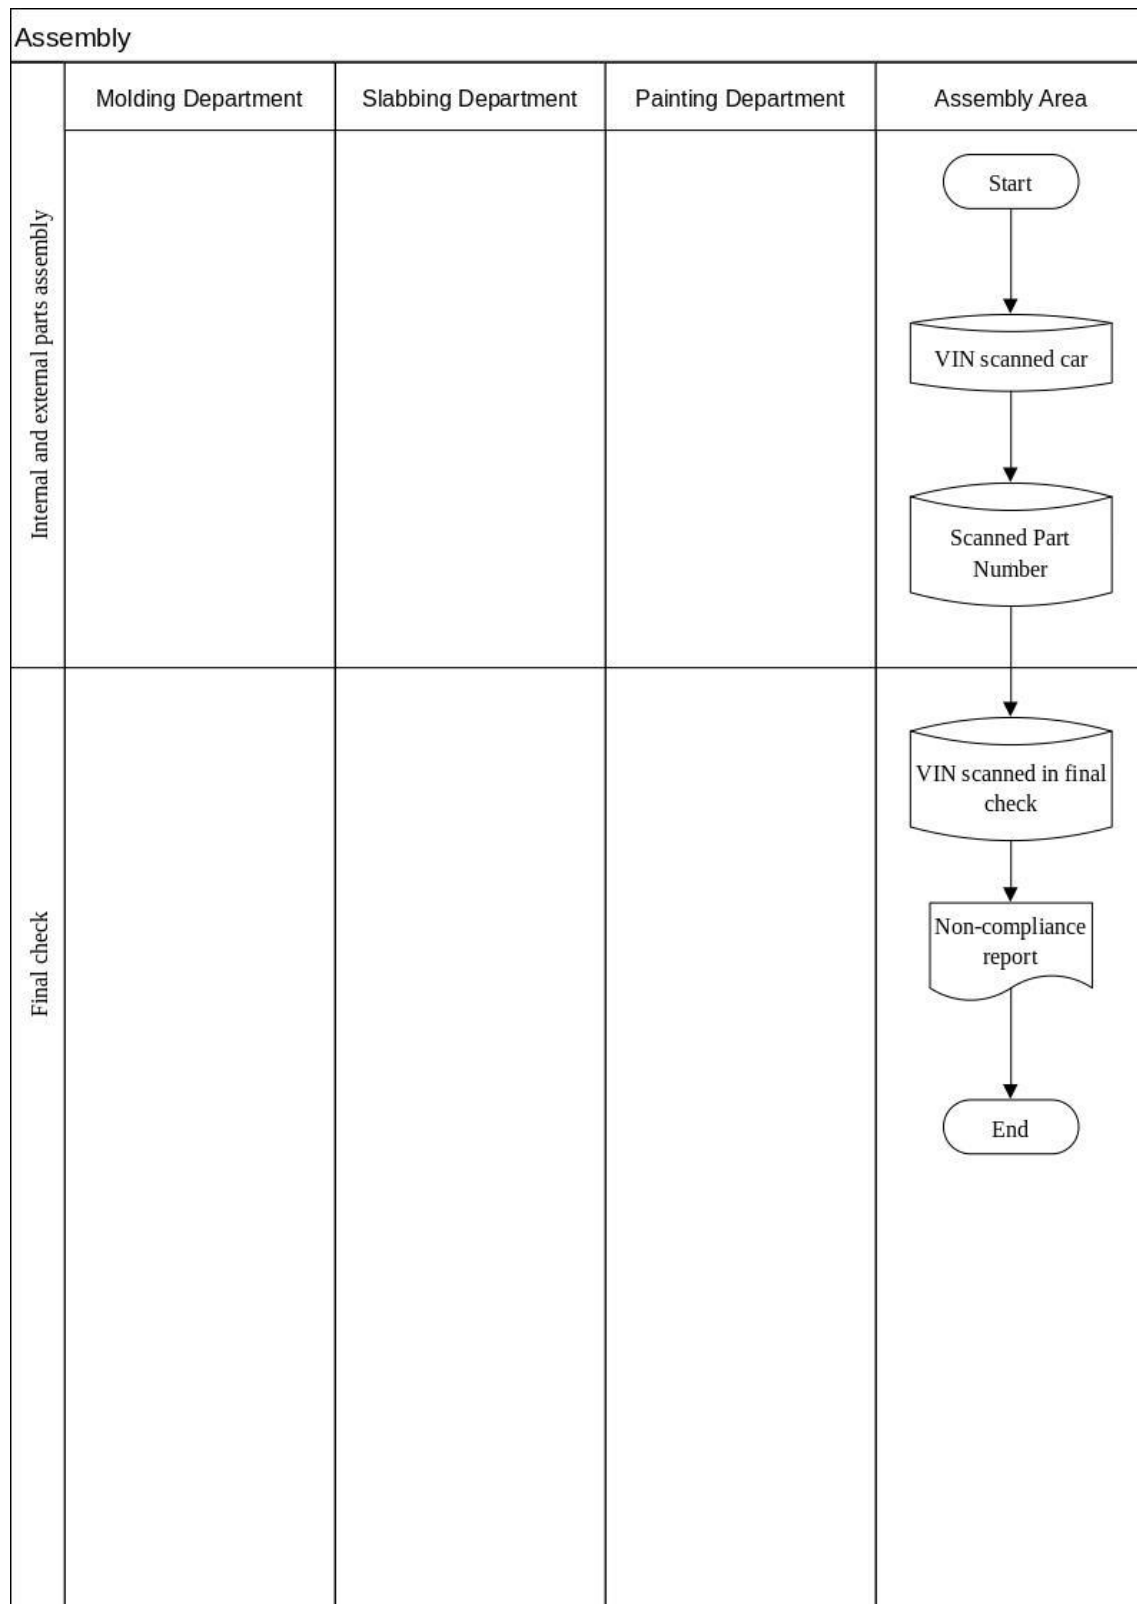 Assembly
Molding Department
Slabbing Department
Painting Department
Assembly Area
Internal and external parts assembly
Start
VIN scanned car
Scanned Part
Number
Final check
VIN scanned in final
check
Non-compliance
report
End